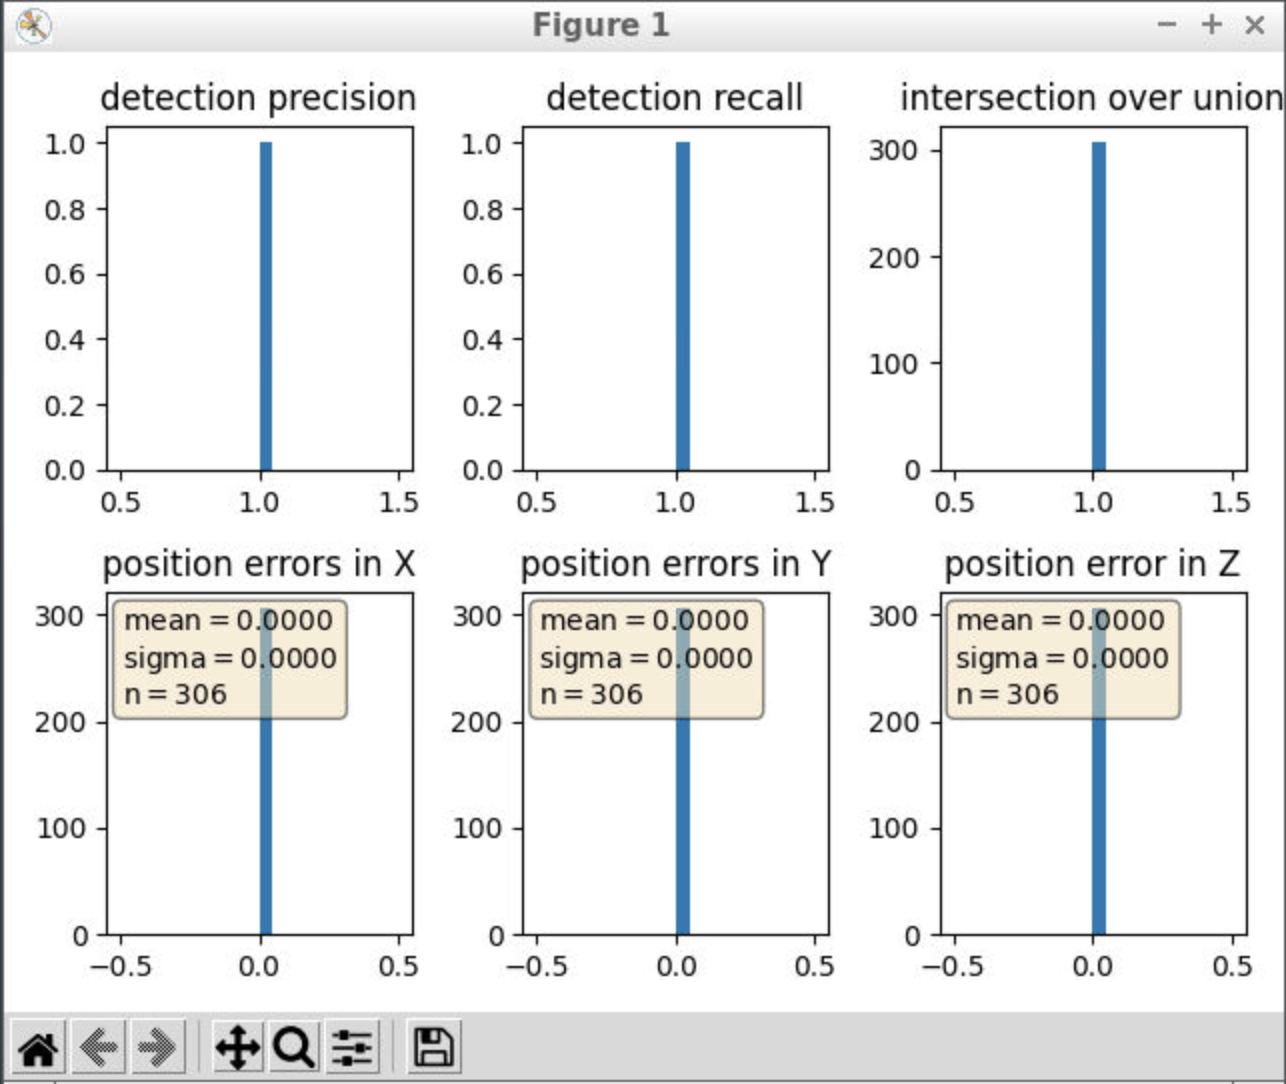 Figure 1
detection precision
1.0
0.8
0.6
0.4
0.2
0.0
0.5 1.0 1.5
detection recall
1.0
0.8
0.6
0.4
0.2
0.0
0.5 1.0 1.5
intersection over union
300
200
100
0
0.5 1.0 1.5
position errors in X
300
200
100
0
mean = 0.0000
sigma = 0.0000
n = 306
−0.5 0.0 0.5
position errors in Y
300
200
100
0
mean = 0.0000
sigma = 0.0000
n = 306
−0.5 0.0 0.5
position error in Z
300
200
100
0
mean = 0.0000
sigma = 0.0000
n = 306
−0.5 0.0 0.5